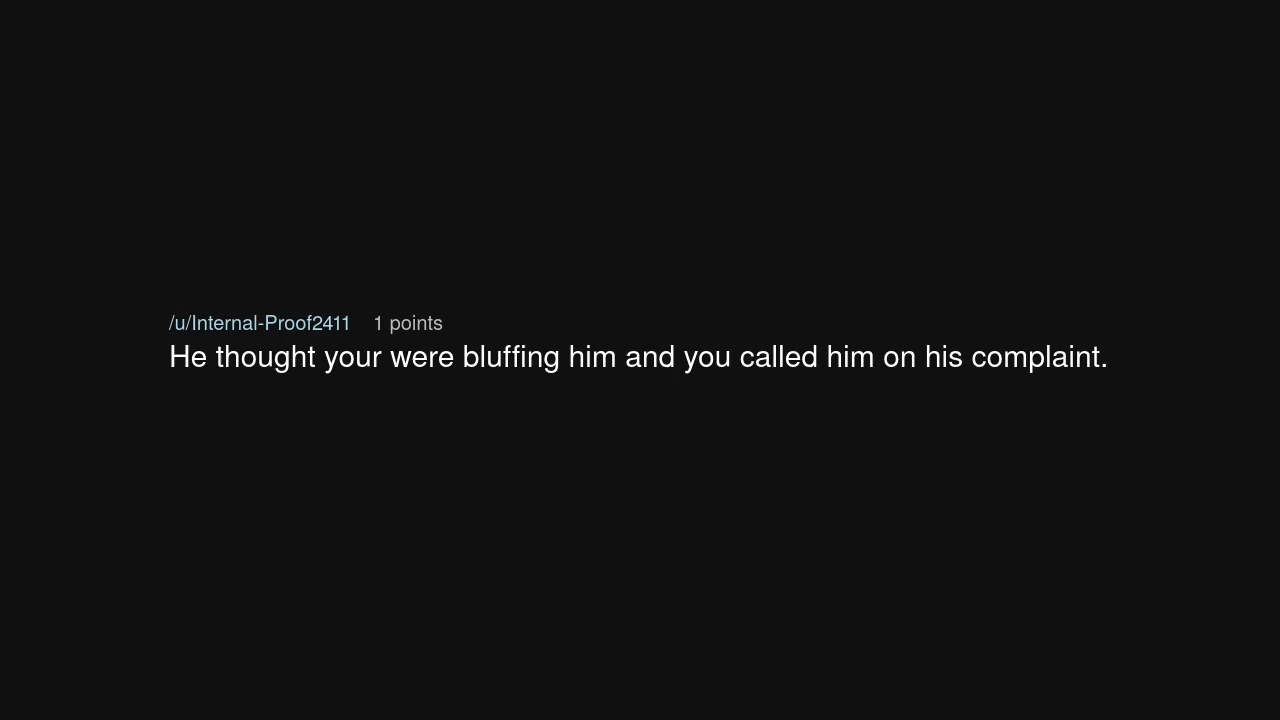 /u/Internal-Proof2411 1 points
He thought your were bluffing him and you called him on his complaint.